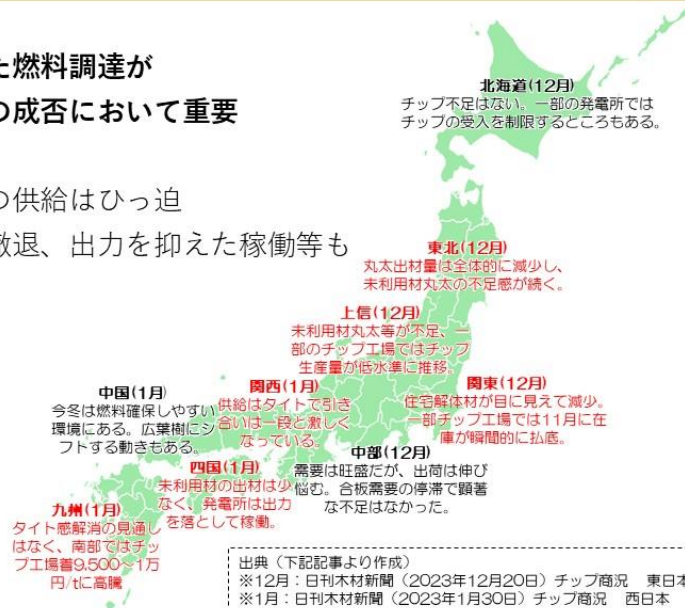 た燃料調達が
の成否において重要
の供給はひっ迫
撤退、出力を抑えた稼働等も
北海道(12月)
チップ不足はない。一部の発電所では
チップの受入を制限するところもある。
東北(12月)
丸太出材量は全体的に減少し、
未利用材丸太の不足感が続く。
上信(12月)
未利用材丸太等が不足、一
部のチップ工場ではチップ
生産量が低水準に推移。
関東(12月)
住宅解体材が目に見えて減少。
一部チップ工場では11月に在
庫が瞬間的に払底。
関西(1月)
供給はタイトで引き
合いは一段と激しく
なっている。
中国(1月)
今冬は燃料確保しやすい
環境にある。広葉樹にシ
フトする動きもある。
中部(12月)
需要は旺盛だが、出荷は伸び
悩む。合板需要の停滞で顕著
な不足はなかった。
四国(1月)
未利用材の出材は少
なく、発電所は出力
を落として稼働。
九州(1月)
タイト感解消の見通し
はなく、南部ではチッ
プ工場着9,500～1万
円/tに高騰
出典（下記記事より作成）
※12月：日刊木材新聞（2023年12月20日）チップ商況　東日本
※1月：日刊木材新聞（2023年1月30日）チップ商況　西日本